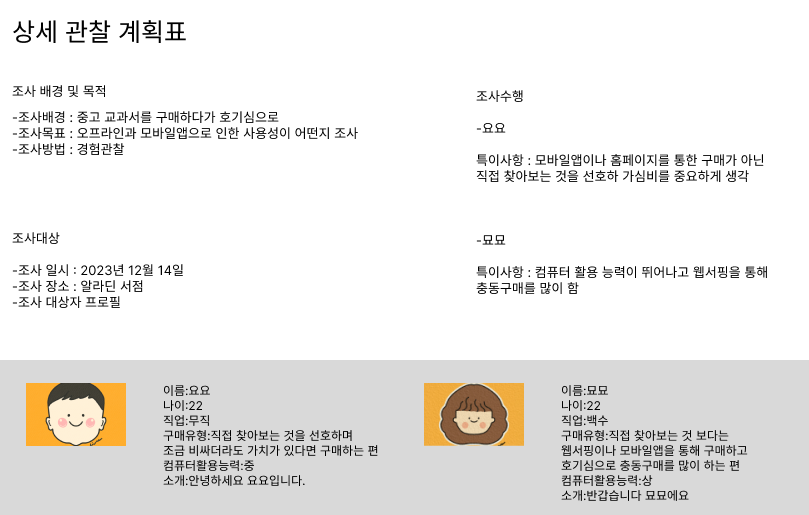 상세 관찰 계획표
조사 배경 및 목적
-조사배경 : 중고 교과서를 구매하다가 호기심으로
-조사목표 : 오프라인과 모바일앱으로 인한 사용성이 어떤지 조사
-조사방법 : 경험관찰
조사대상
-조사 일시 : 2023년 12월 14일
-조사 장소 : 알라딘 서점
-조사 대상자 프로필
조사수행
-요요
특이사항 : 모바일앱이나 홈페이지를 통한 구매가 아닌
직접 찾아보는 것을 선호하 가심비를 중요하게 생각
-묘묘
특이사항 : 컴퓨터 활용 능력이 뛰어나고 웹서핑을 통해
충동구매를 많이 함
이름:요요
나이:22
직업:무직
구매유형:직접 찾아보는 것을 선호하며
조금 비싸더라도 가치가 있다면 구매하는 편
컴퓨터활용능력:중
소개:안녕하세요 요요입니다.
이름:묘묘
나이:22
직업:백수
구매유형:직접 찾아보는 것 보다는
웹서핑이나 모바일앱을 통해 구매하고
호기심으로 충동구매를 많이 하는 편
컴퓨터활용능력:상
소개:반갑습니다 묘묘에요